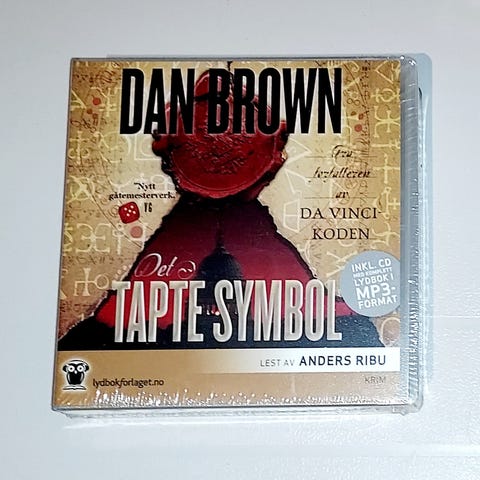 DAN BROWN
Fra
fortelleren
av
DA VINCI-
KODEN
"Nytt
gåtemesterverk."
VG
Det
TAPTE SYMBOL
INKL. CD
MED KOMPLETT
LYDBOK I
MP3-
FORMAT
LEST AV ANDERS RIBU
KRIM
lydbokforlaget.no